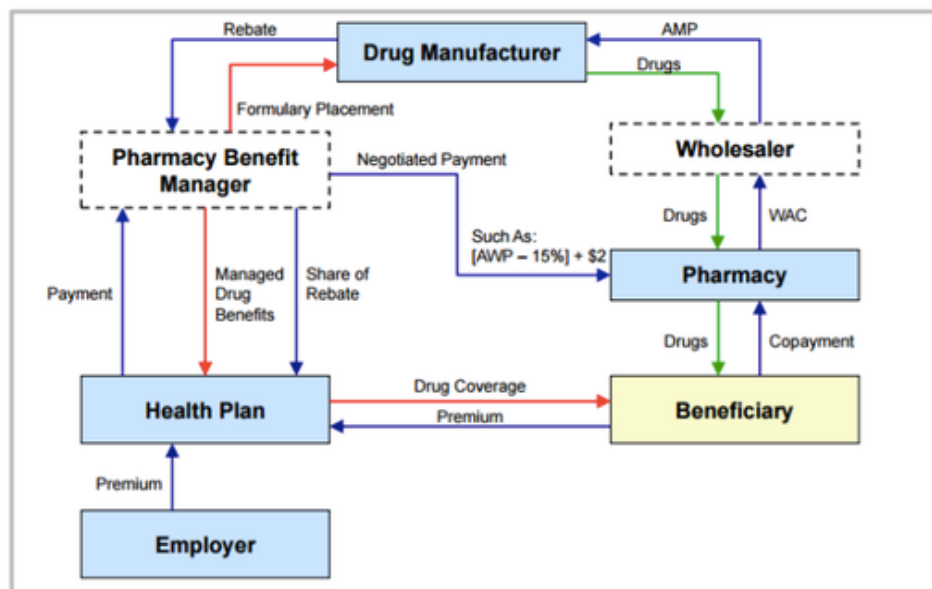 Rebate
Drug Manufacturer
AMP
Drugs
Formulary Placement
Pharmacy Benefit
Manager
Negotiated Payment
Wholesaler
Such As:
[AWP – 15%] + $2
Drugs
WAC
Payment
Managed
Drug
Benefits
Share of
Rebate
Pharmacy
Drugs
Copayment
Health Plan
Drug Coverage
Premium
Beneficiary
Premium
Employer